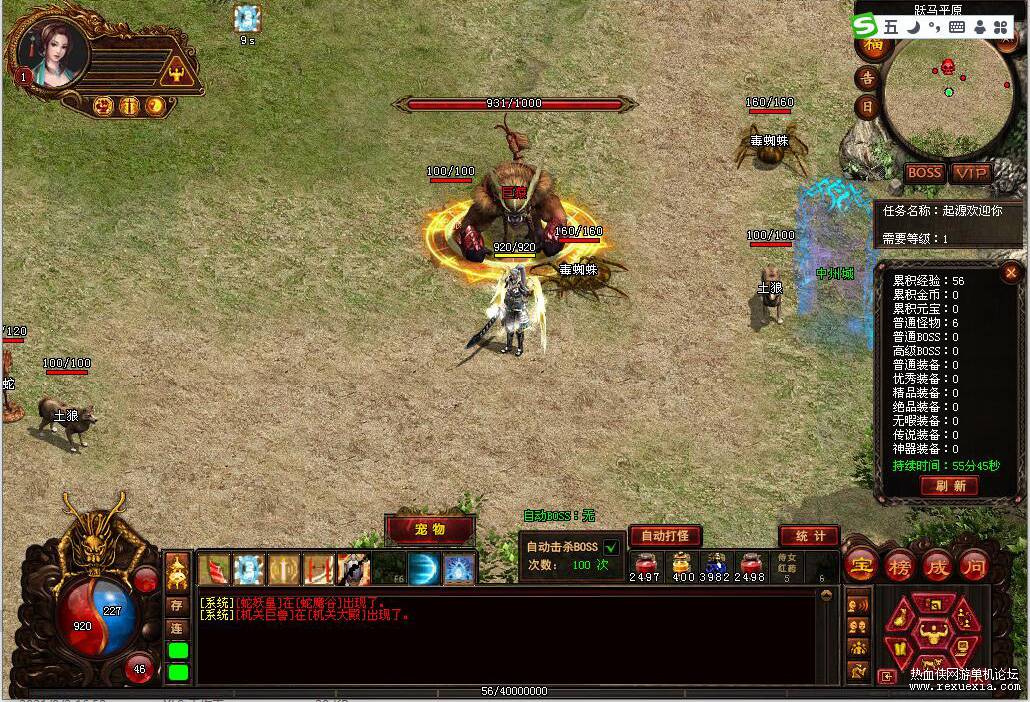 跃马平原
五
福
告
日
BOSS
VIP
1
9s
931/1000
160/160
毒蜘蛛
100/100
巨猿
160/160
920/920
毒蜘蛛
100/100
土狼
中州城
任务名称：起源欢迎你
需要等级：1
累积经验：56
累积金币：0
累积元宝：0
普通怪物：6
普通BOSS：0
高级BOSS：0
普通装备：0
优秀装备：0
精品装备：0
绝品装备：0
无暇装备：0
传说装备：0
神器装备：0
持续时间：55分45秒
刷新
/120
蛇
100/100
土狼
宠物
自动BOSS：无
自动击杀BOSS
次数： 100 次
自动打怪
统计
F6
2497
400
3982
2498
侍女
红药
5
6
宝
榜
成
问
920
227
46
存
连
[系统][蛇妖皇]在[蛇魔谷]出现了。
[系统][机关巨兽]在[机关大殿]出现了。
56/40000000
热血侠网游单机论坛
www.rexuexia.com